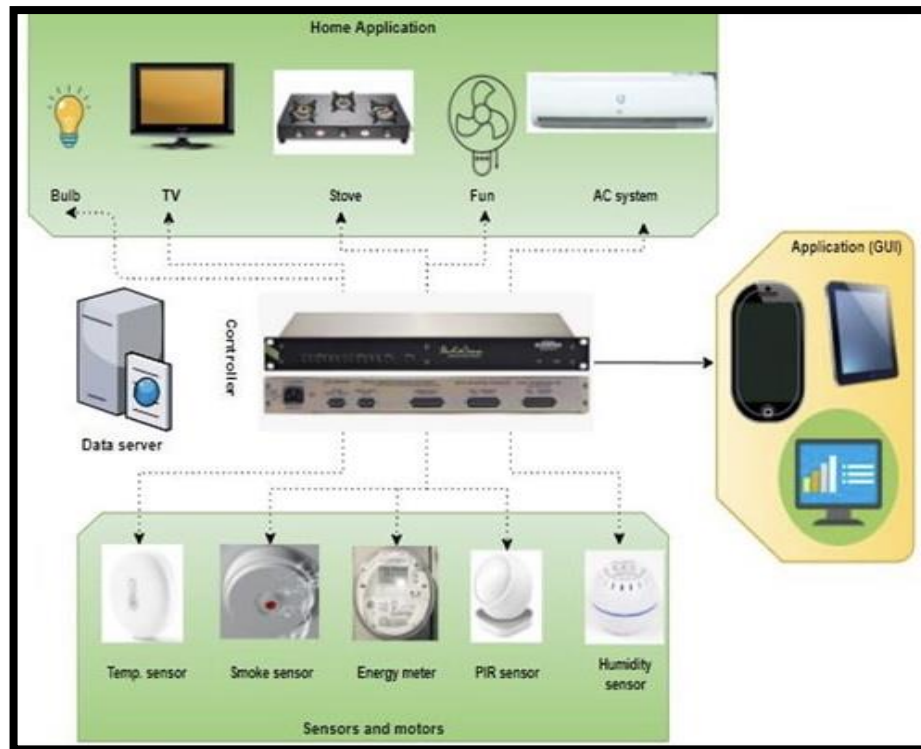 Home Application
Bulb
TV
Stove
Fun
AC system
Application (GUI)
Controller
Data server
Temp. sensor
Smoke sensor
Energy meter
PIR sensor
Humidity
sensor
Sensors and motors